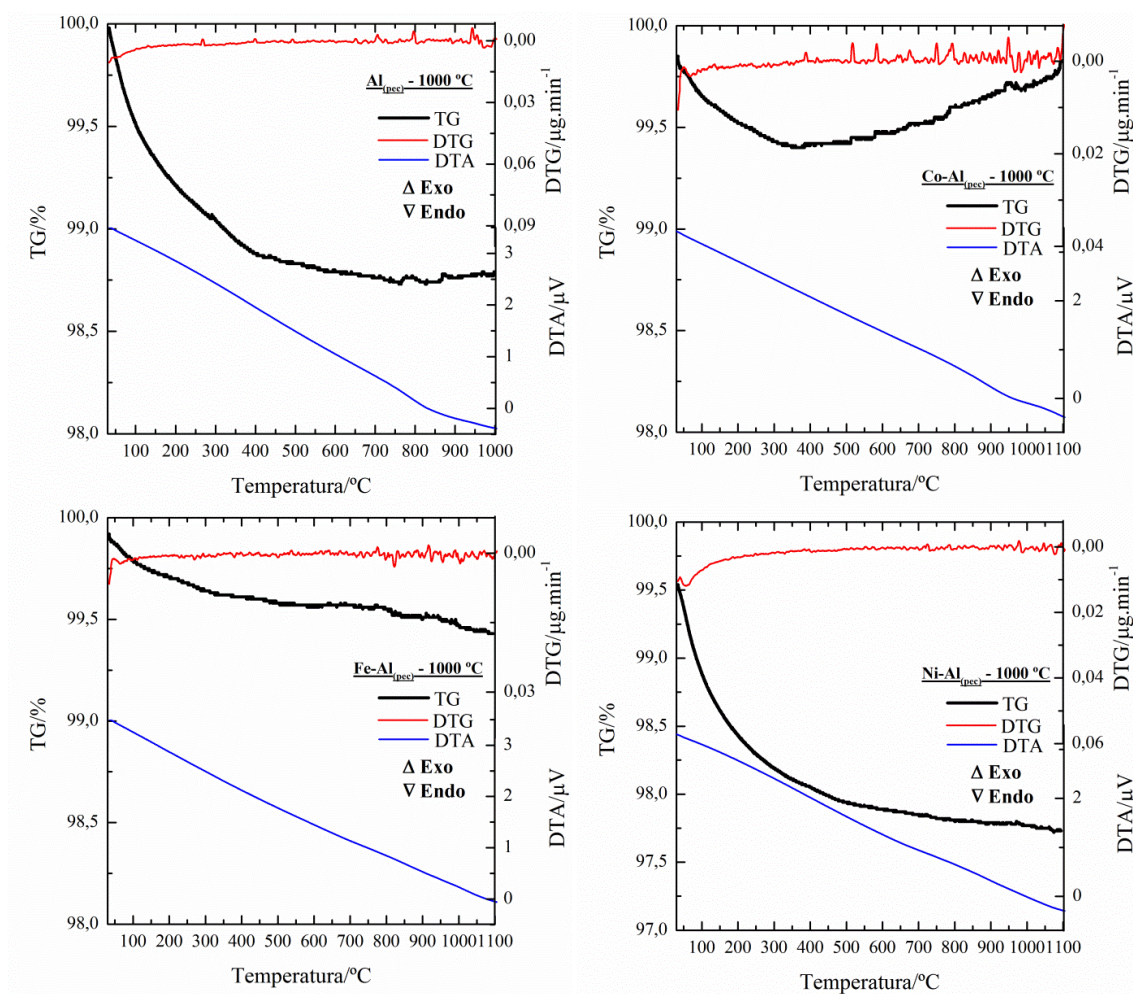 100,0
99,5
99,0
98,5
98,0
TG/%
Al(pec) - 1000 ºC
TG
DTG
DTA
Δ Exo
∇ Endo
0,00
0,03
0,06
0,09
3
2
1
0
DTG/µg.min-1
DTA/µV
100 200 300 400 500 600 700 800 900 1000
Temperatura/ºC
100,0
99,5
99,0
98,5
98,0
TG/%
Co-Al(pec) - 1000 ºC
TG
DTG
DTA
Δ Exo
∇ Endo
0,00
0,02
0,04
2
0
DTG/µg.min-1
DTA/µV
100 200 300 400 500 600 700 800 900 1000 1100
Temperatura/ºC
100,0
99,5
99,0
98,5
98,0
TG/%
Fe-Al(pec) - 1000 ºC
TG
DTG
DTA
Δ Exo
∇ Endo
0,00
0,03
3
2
1
0
DTG/µg.min-1
DTA/µV
100 200 300 400 500 600 700 800 900 1000 1100
Temperatura/ºC
100,0
99,5
99,0
98,5
98,0
97,5
97,0
TG/%
Ni-Al(pec) - 1000 ºC
TG
DTG
DTA
Δ Exo
∇ Endo
0,00
0,02
0,04
0,06
2
0
DTG/µg.min-1
DTA/µV
100 200 300 400 500 600 700 800 900 1000 1100
Temperatura/ºC